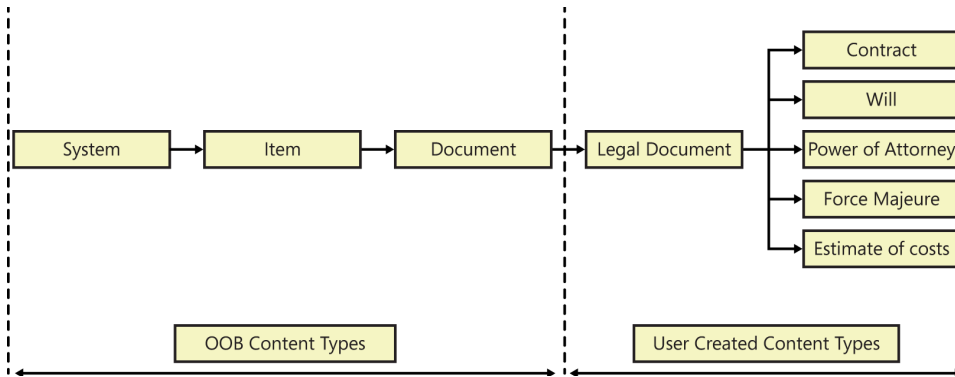 Contract
Will
System
Item
Document
Legal Document
Power of Attorney
Force Majeure
Estimate of costs
OOB Content Types
User Created Content Types